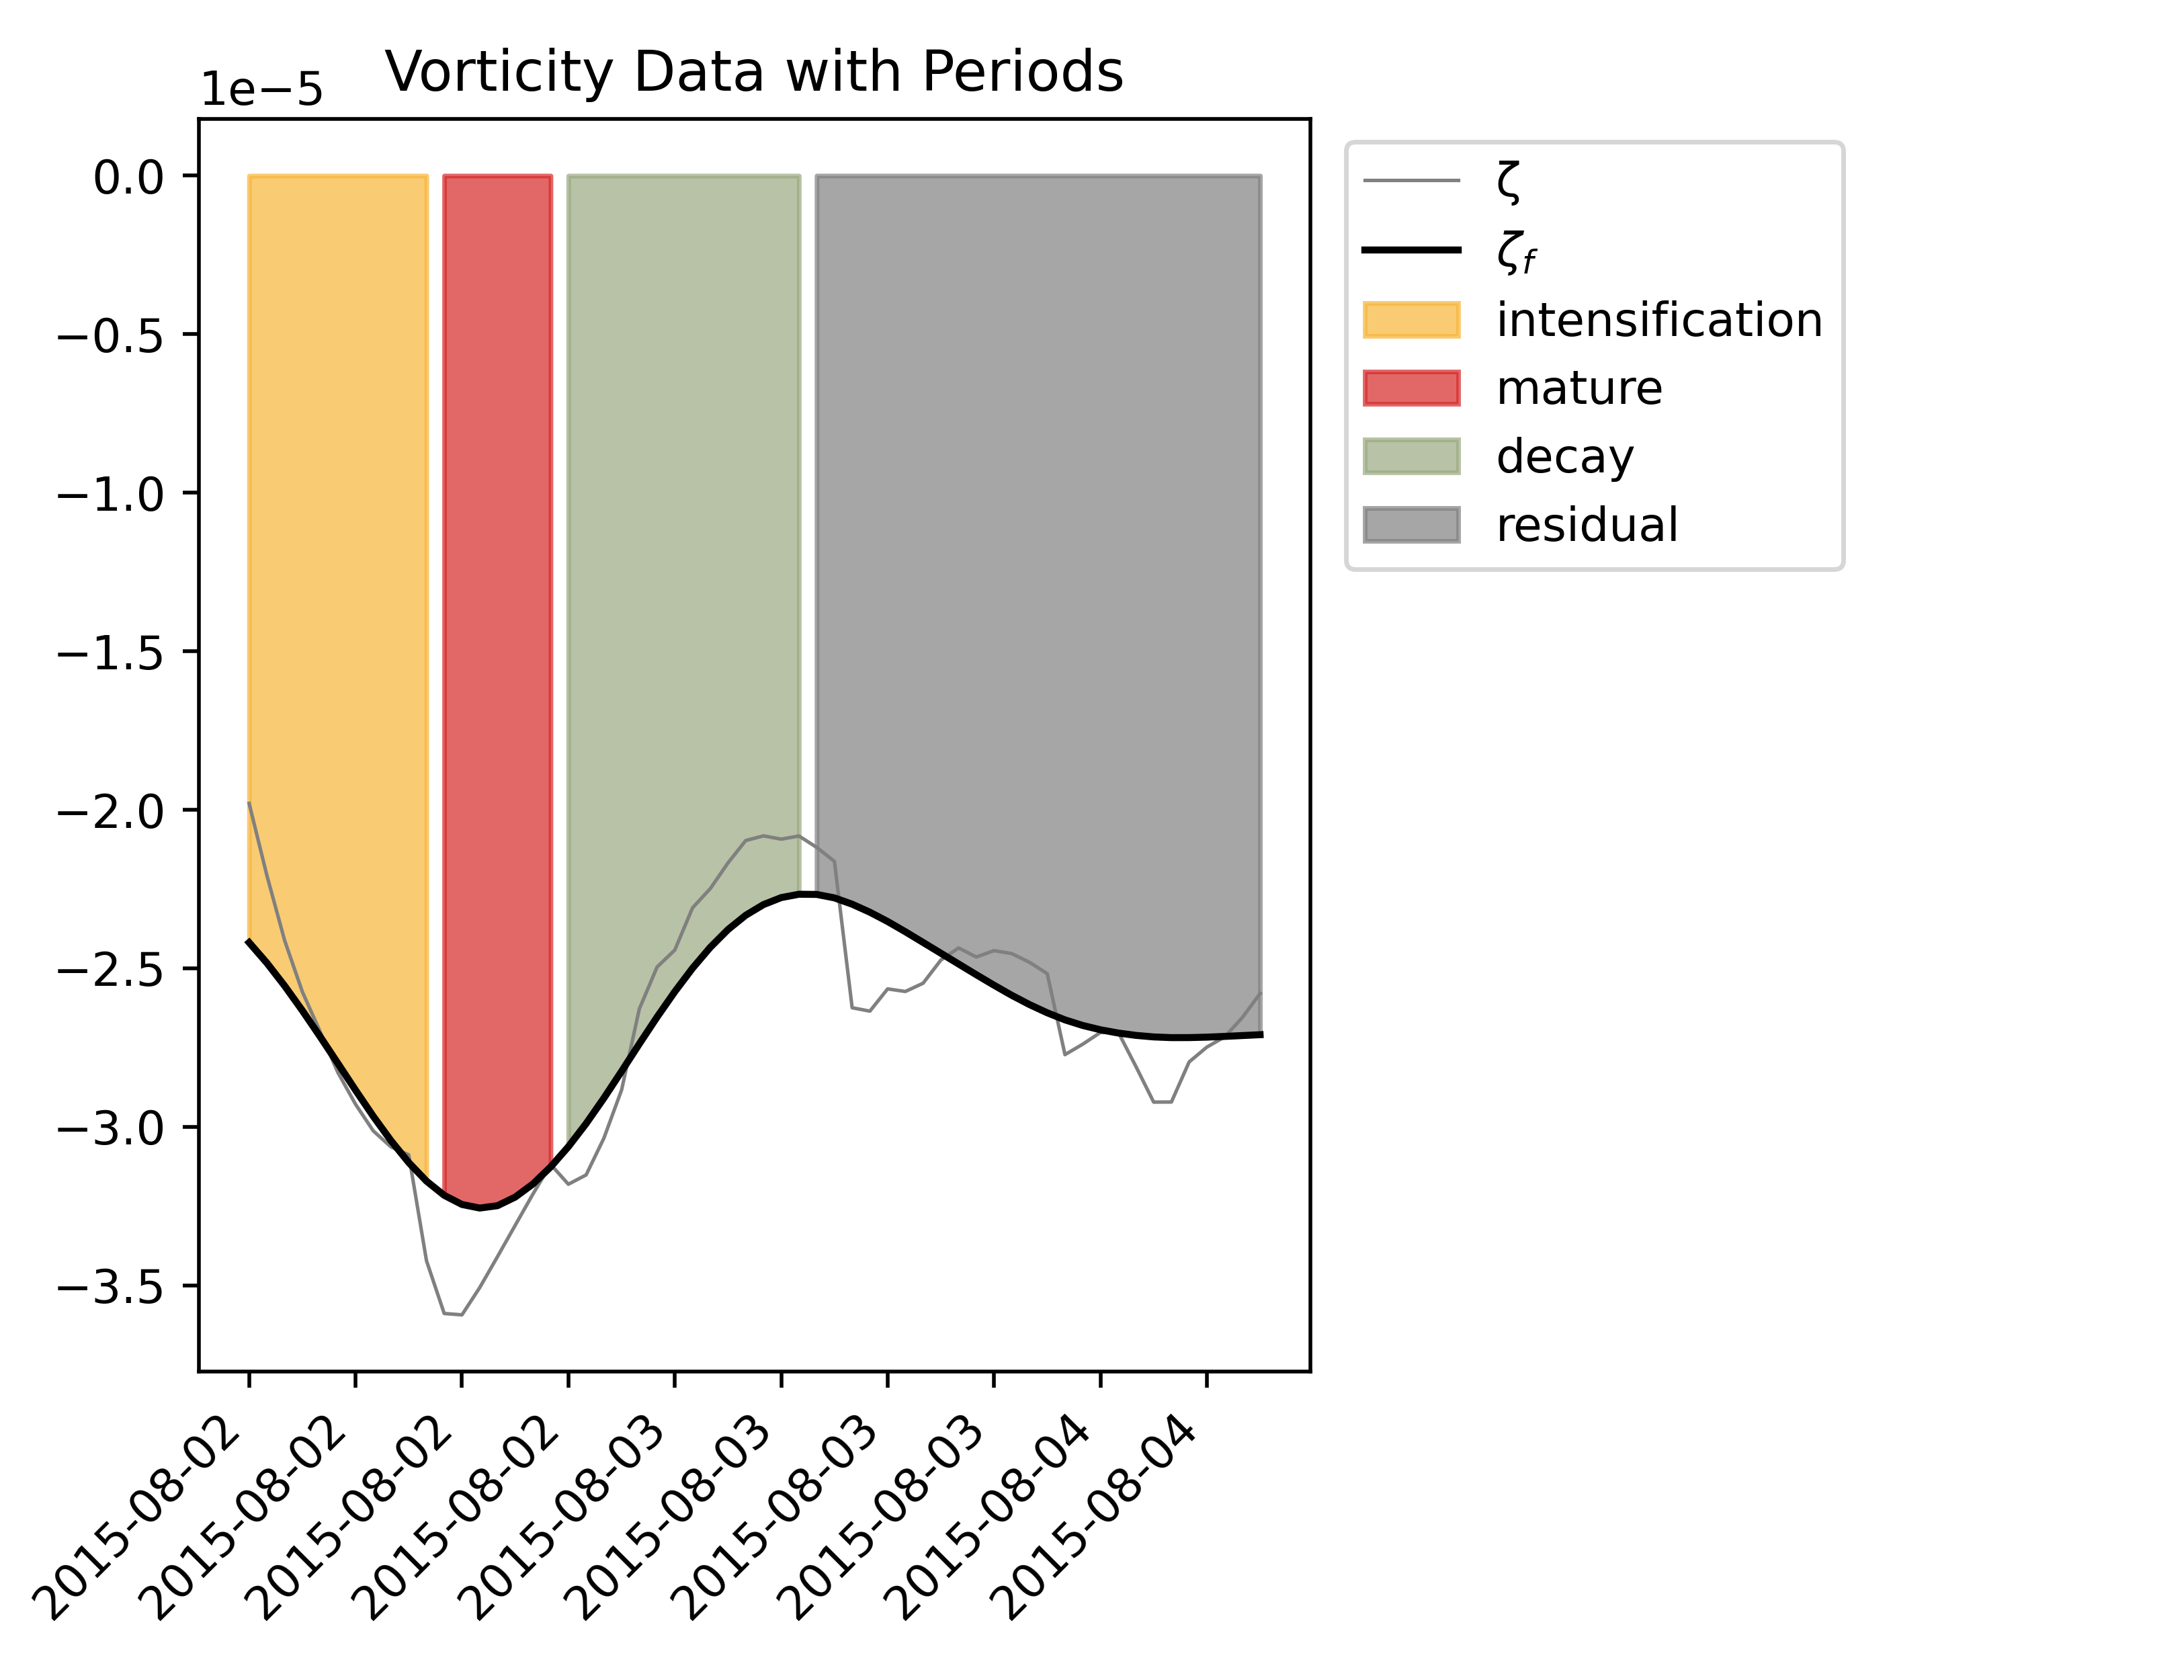 Vorticity Data with Periods
1e−5
0.0
−0.5
−1.0
−1.5
−2.0
−2.5
−3.0
−3.5
2015-08-02
2015-08-02
2015-08-02
2015-08-02
2015-08-03
2015-08-03
2015-08-03
2015-08-03
2015-08-04
2015-08-04
ζ
ζf
intensification
mature
decay
residual